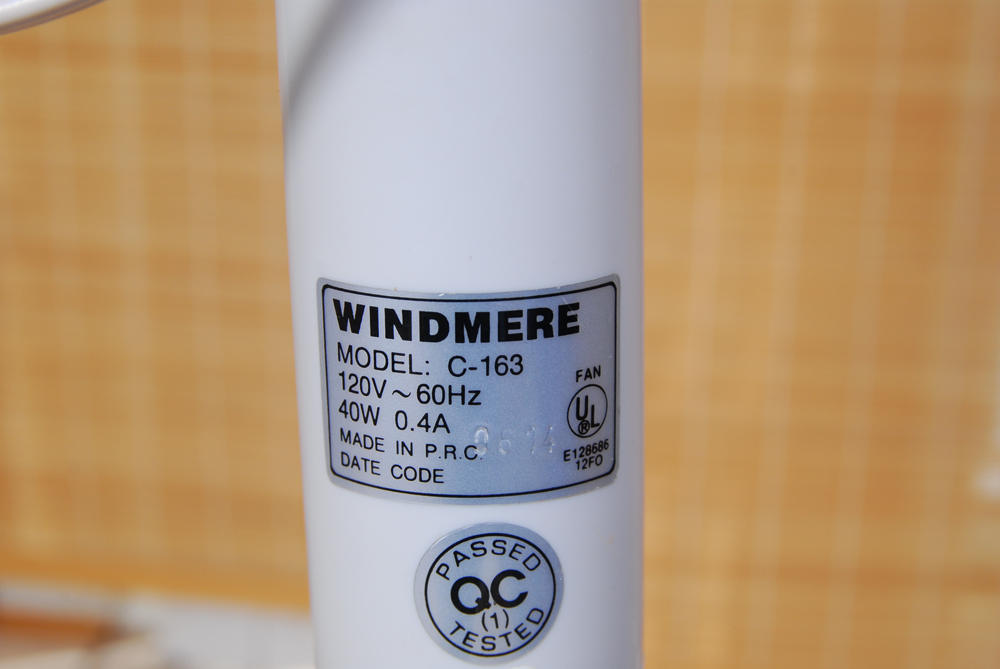 WINDMERE
MODEL: C-163
120V ~ 60Hz
40W 0.4A
MADE IN P.R.C.
DATE CODE
FAN
UL
®
E128686
12FO
PASSED
QC
(1)
TESTED